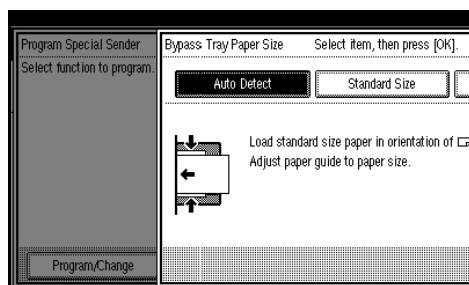 Program Special Sender
Select function to program.
Program/Change
Bypass Tray Paper Size Select item, then press [OK].
Auto Detect
Standard Size
Load standard size paper in orientation of
Adjust paper guide to paper size.